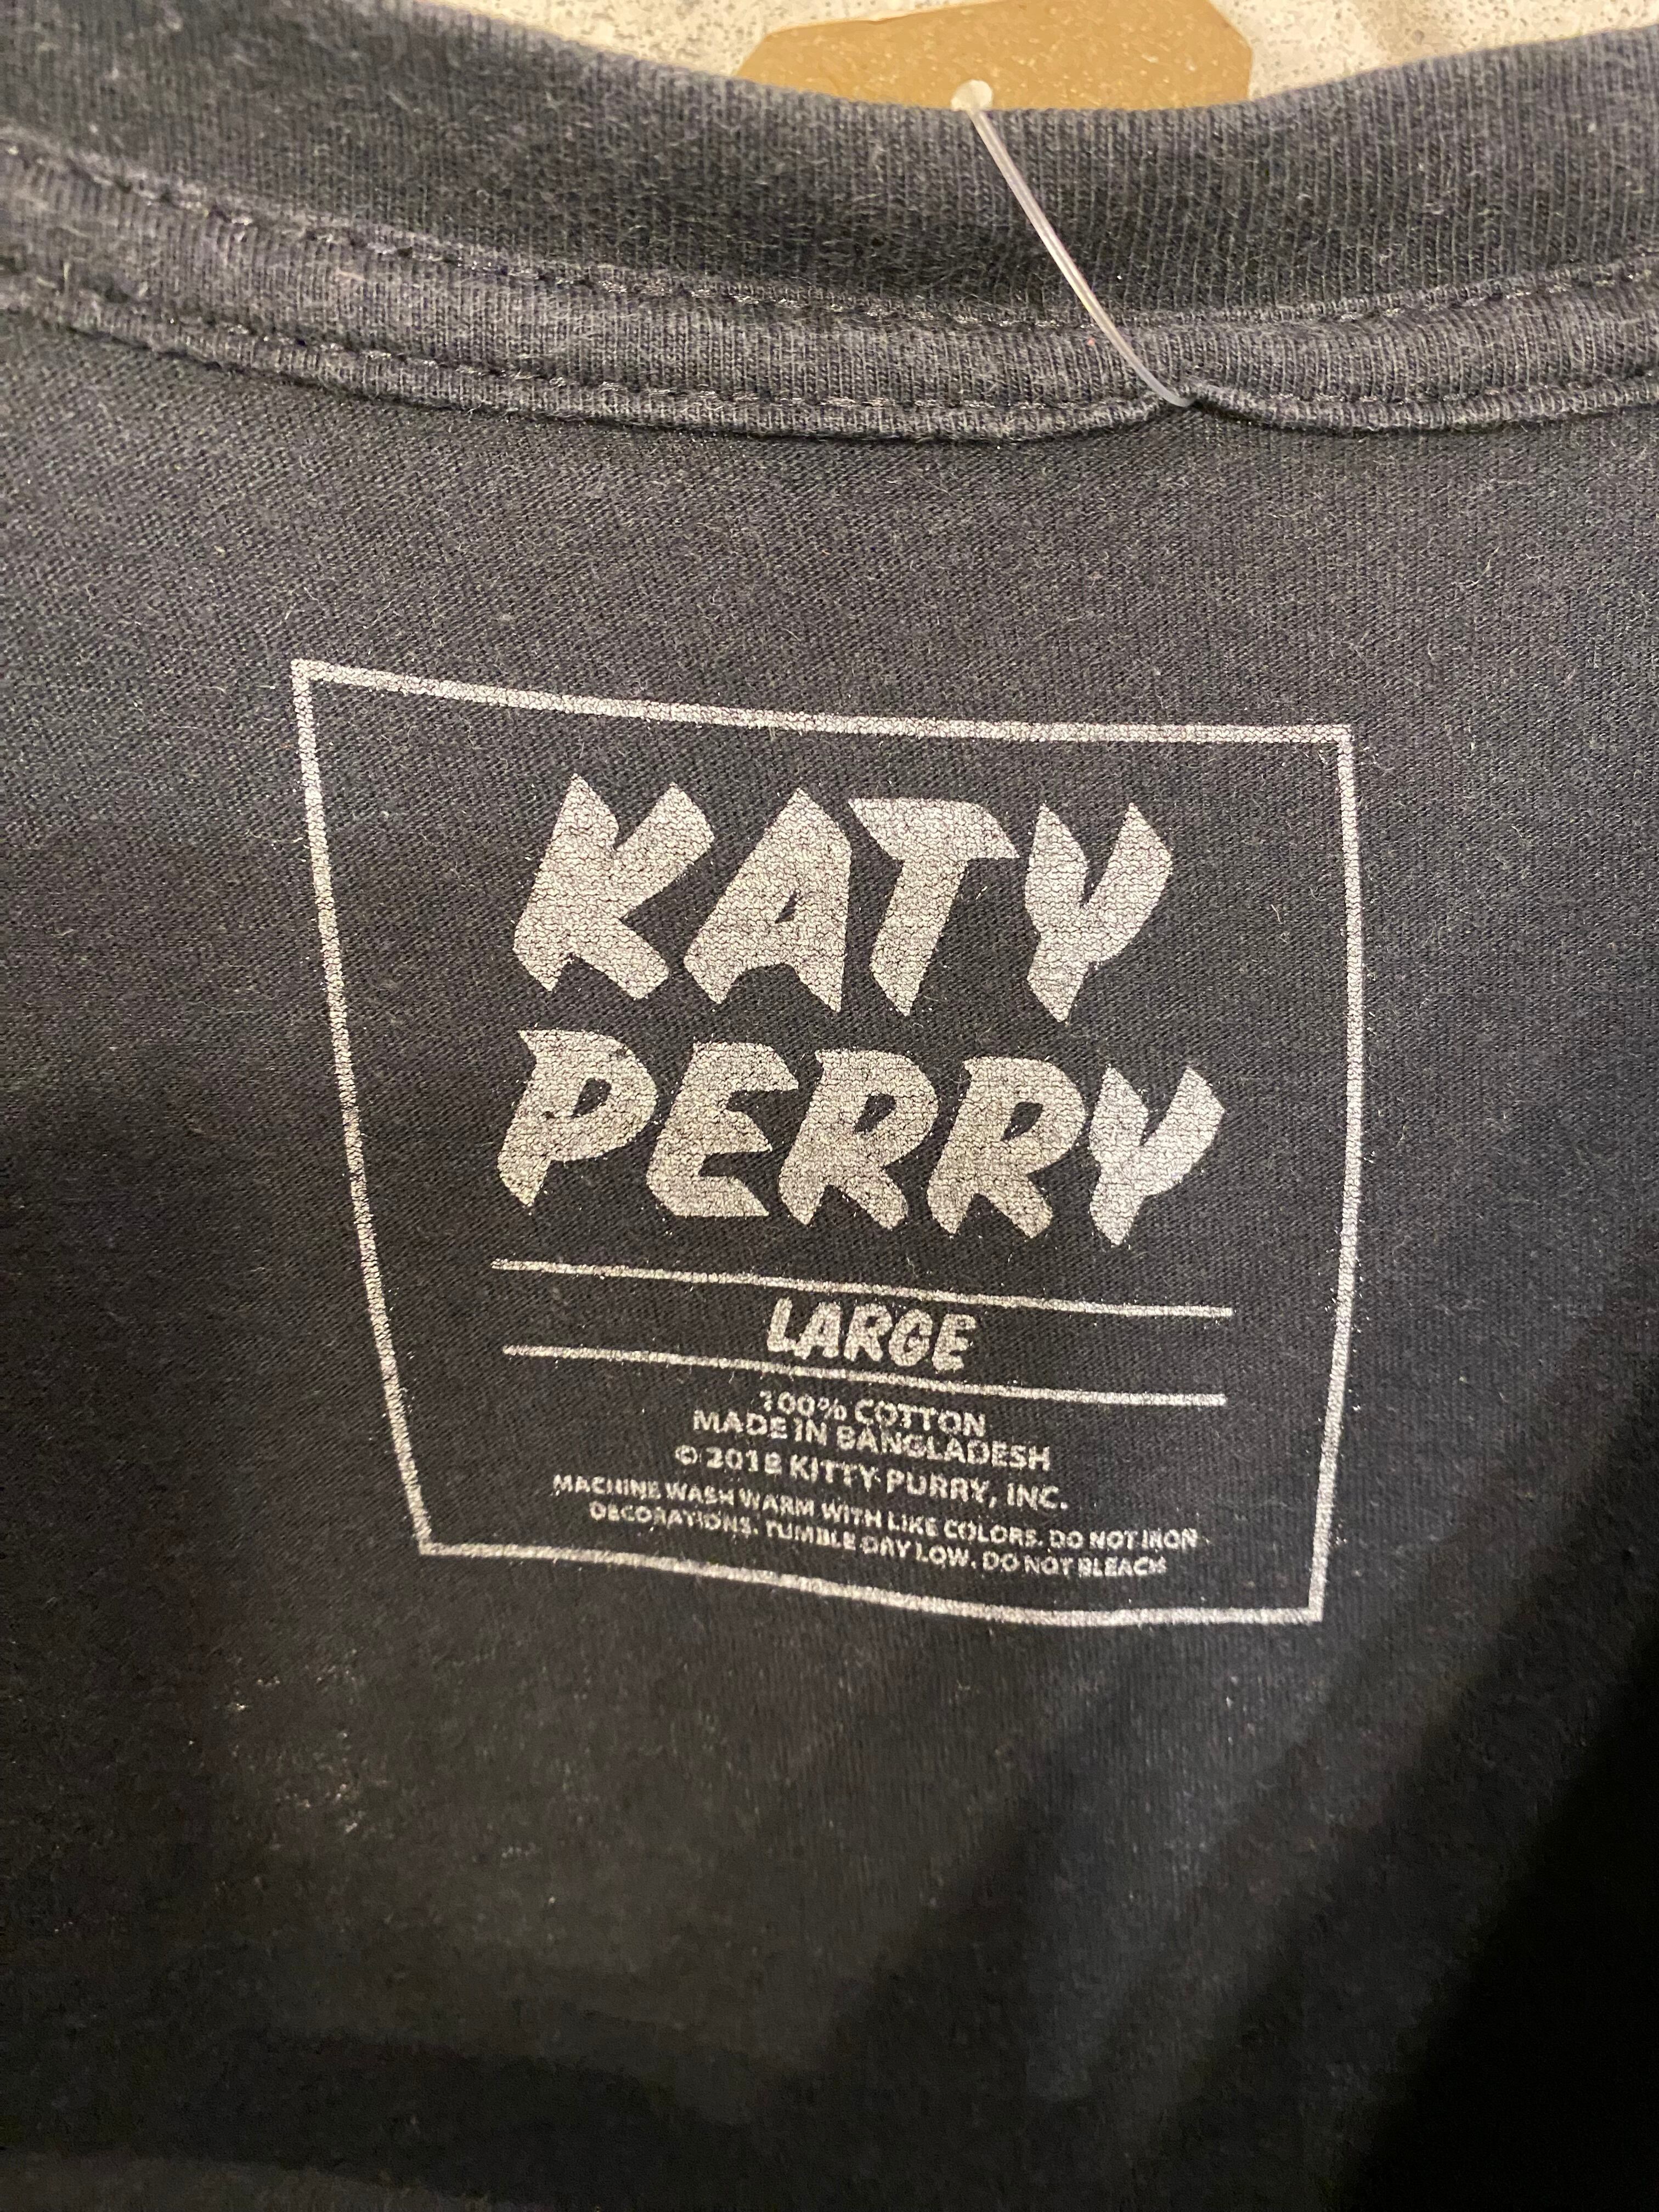 KATY
PERRY
LARGE
100% COTTON
MADE IN BANGLADESH
© 2018 KITTY PURRY, INC.
MACHINE WASH WARM WITH LIKE COLORS. DO NOT IRON
DECORATIONS. TUMBLE DRY LOW. DO NOT BLEACH